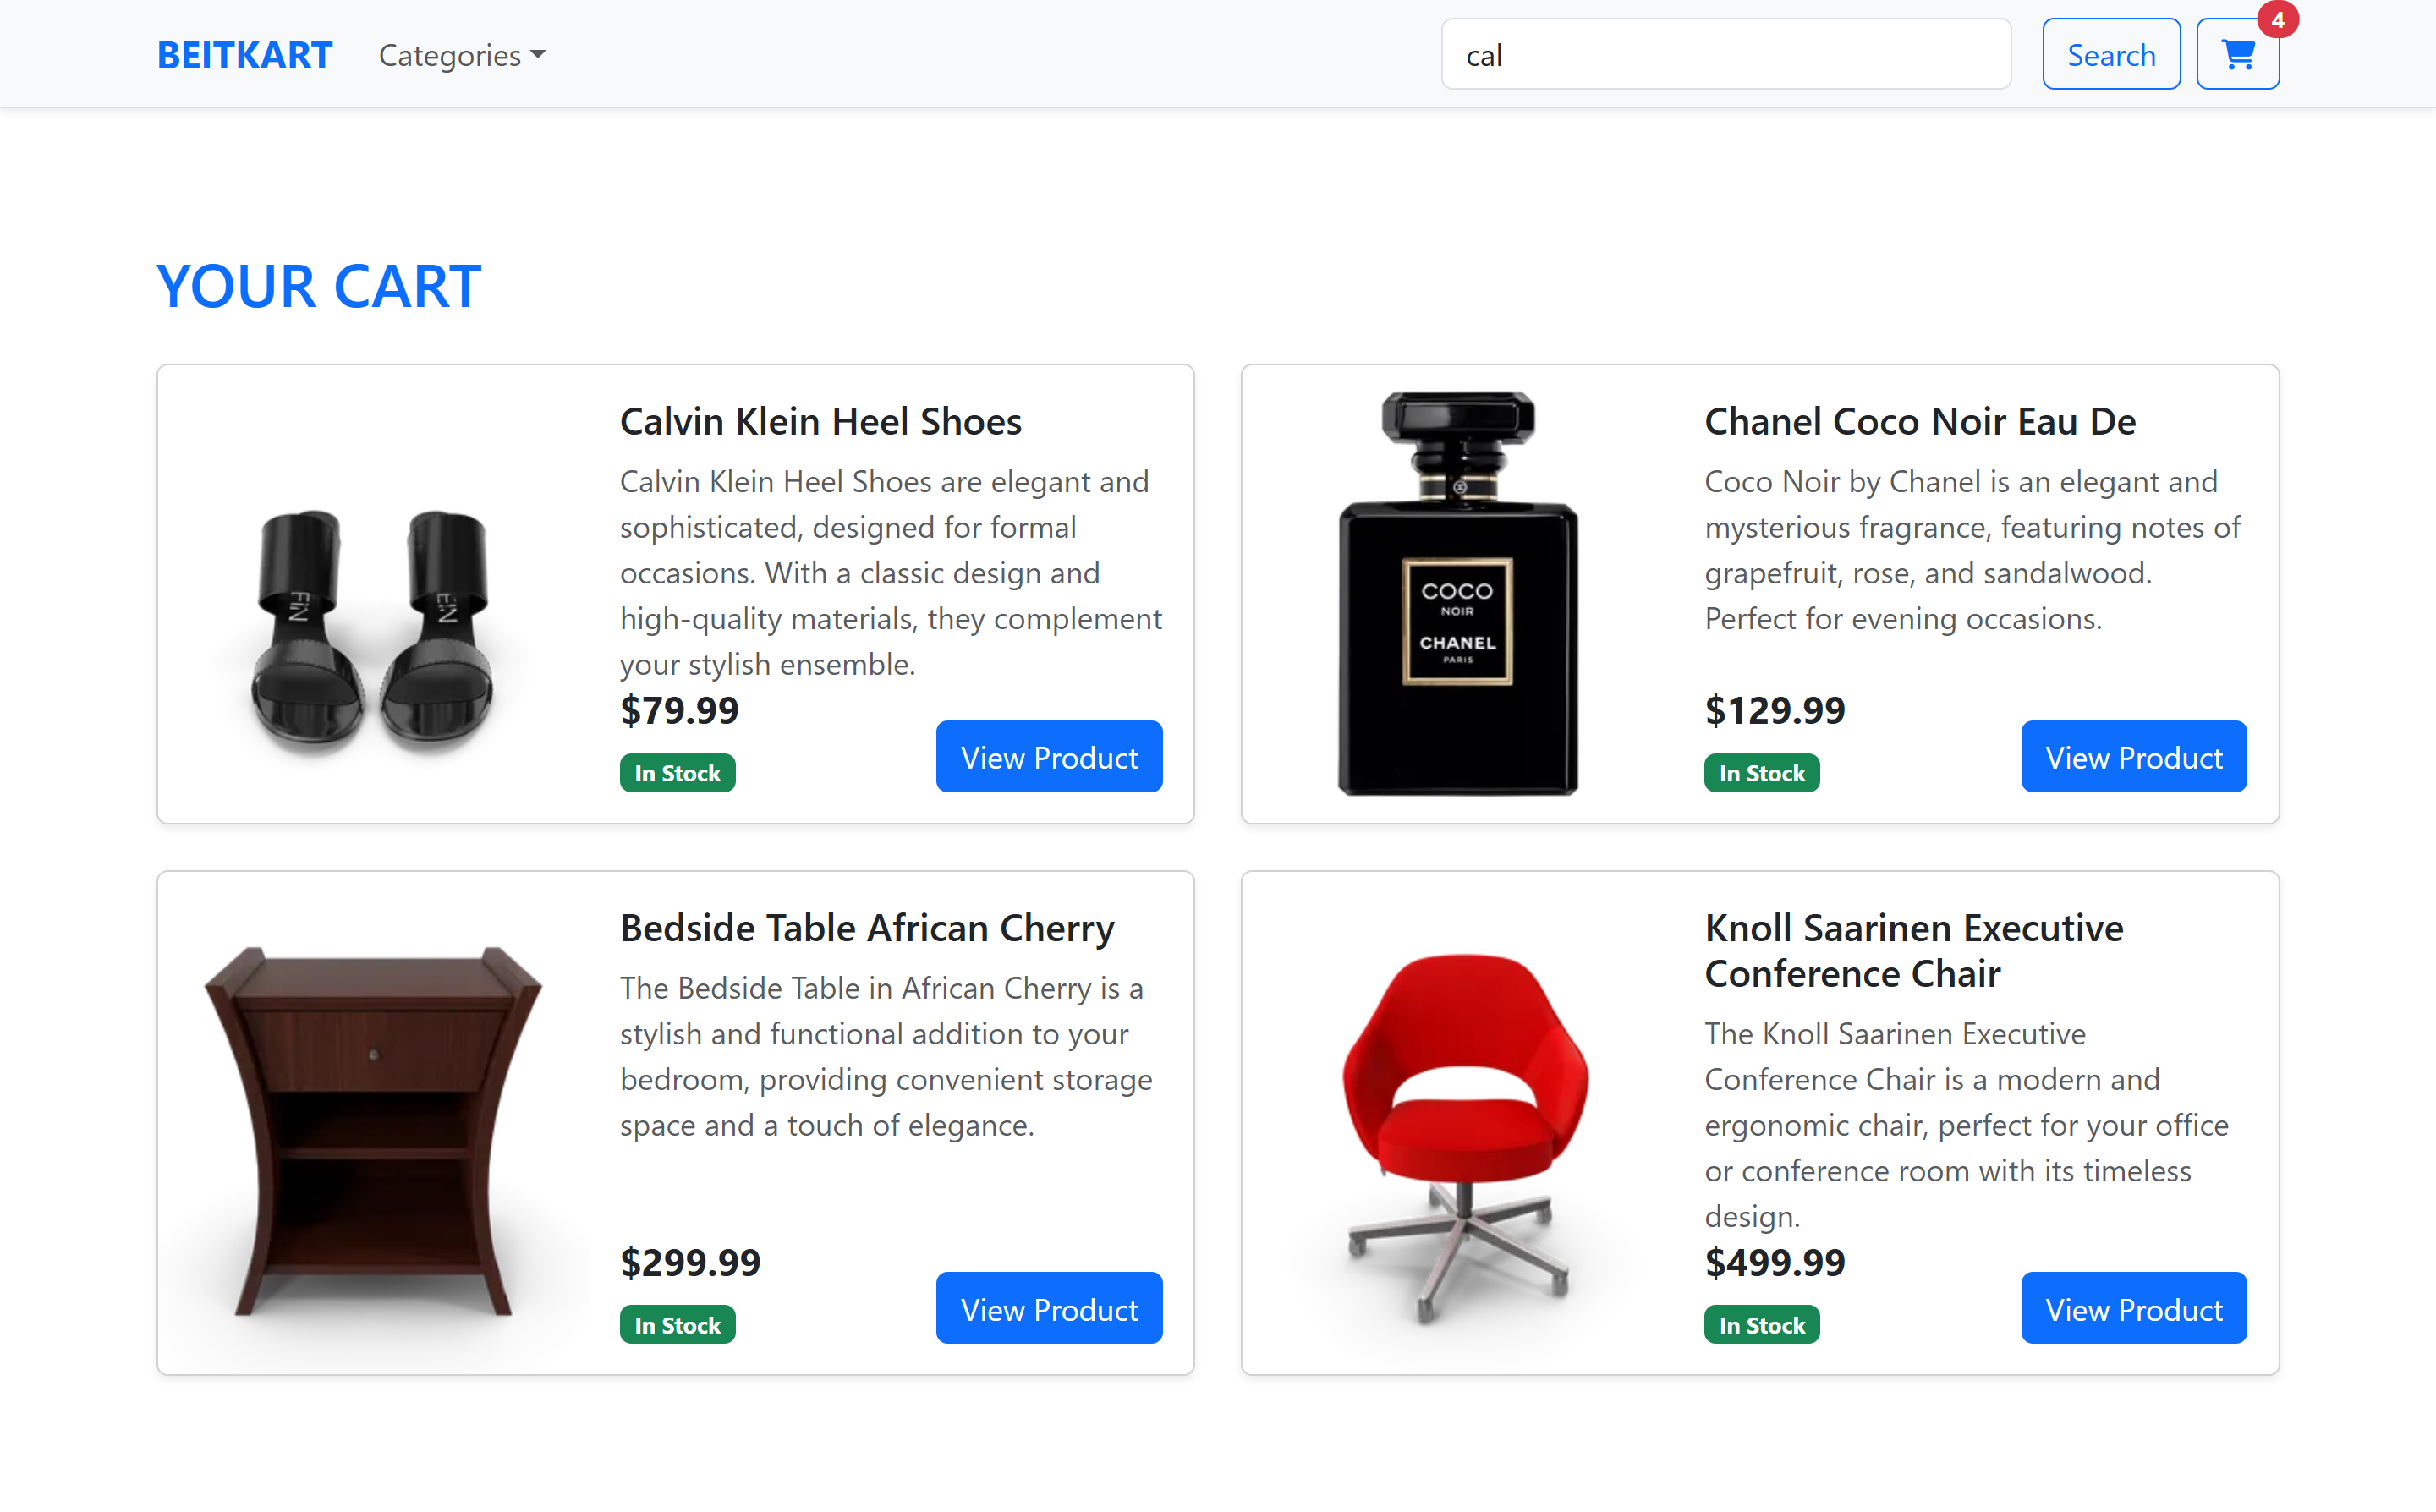 BEITKART
Categories
cal
Search
4
YOUR CART
Calvin Klein Heel Shoes
Calvin Klein Heel Shoes are elegant and
sophisticated, designed for formal
occasions. With a classic design and
high-quality materials, they complement
your stylish ensemble.
$79.99
In Stock
View Product
COCO
NOIR
CHANEL
PARIS
Chanel Coco Noir Eau De
Coco Noir by Chanel is an elegant and
mysterious fragrance, featuring notes of
grapefruit, rose, and sandalwood.
Perfect for evening occasions.
$129.99
In Stock
View Product
Bedside Table African Cherry
The Bedside Table in African Cherry is a
stylish and functional addition to your
bedroom, providing convenient storage
space and a touch of elegance.
$299.99
In Stock
View Product
Knoll Saarinen Executive
Conference Chair
The Knoll Saarinen Executive
Conference Chair is a modern and
ergonomic chair, perfect for your office
or conference room with its timeless
design.
$499.99
In Stock
View Product